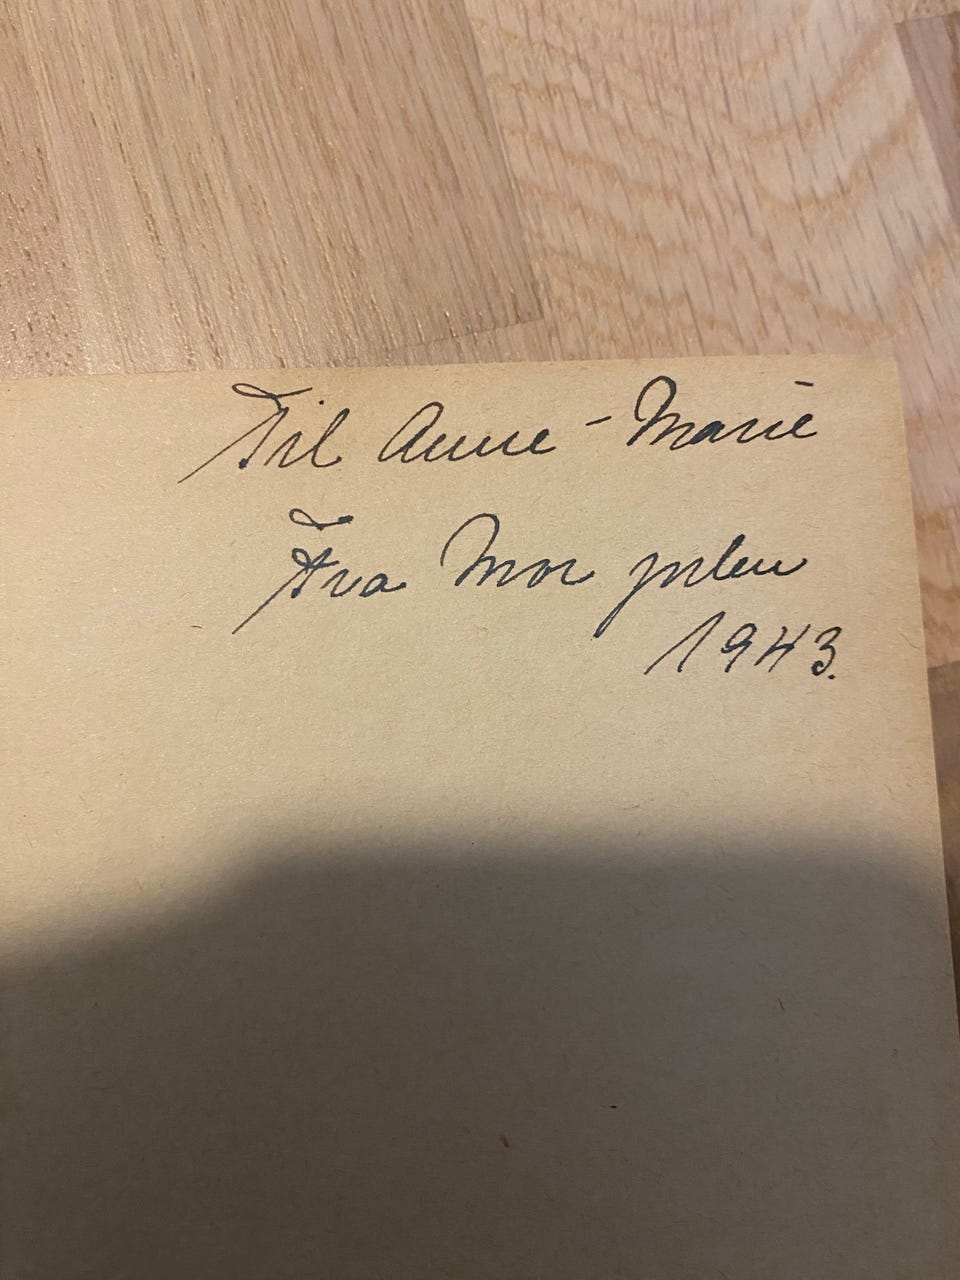 Til Anne-Marie
Fra Mor julen
1943.